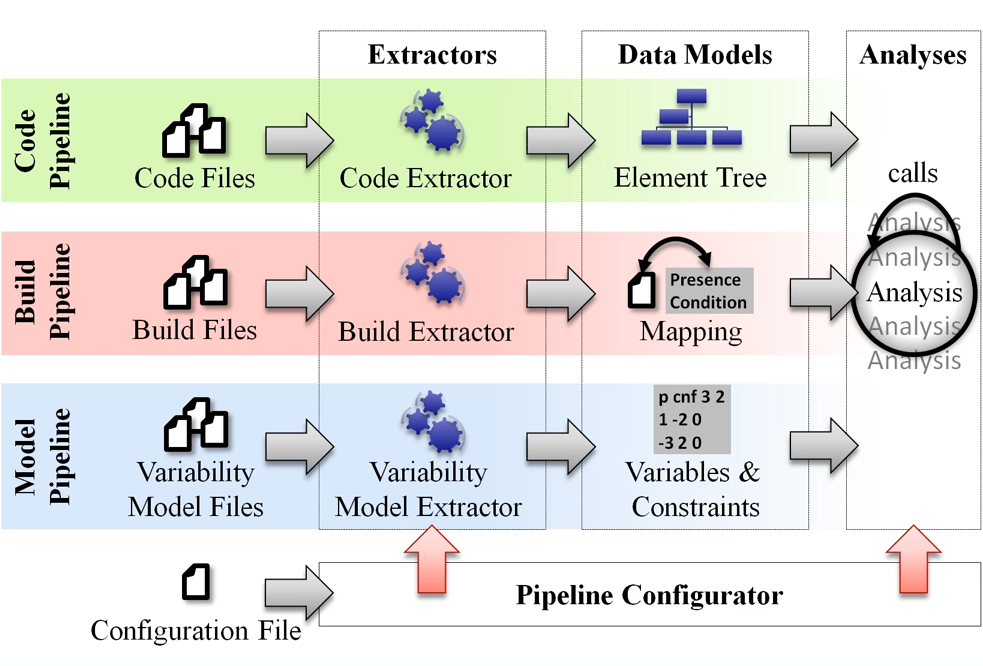 Extractors
Data Models
Analyses
Code
Pipeline
Code Files
Code Extractor
Element Tree
calls
Build
Pipeline
Build Files
Build Extractor
Presence
Condition
Mapping
Analysis
Analysis
Analysis
Analysis
Analysis
Model
Pipeline
Variability
Model Files
Variability
Model Extractor
p cnf 3 2
1 -2 0
-3 2 0
Variables &
Constraints
Configuration File
Pipeline Configurator